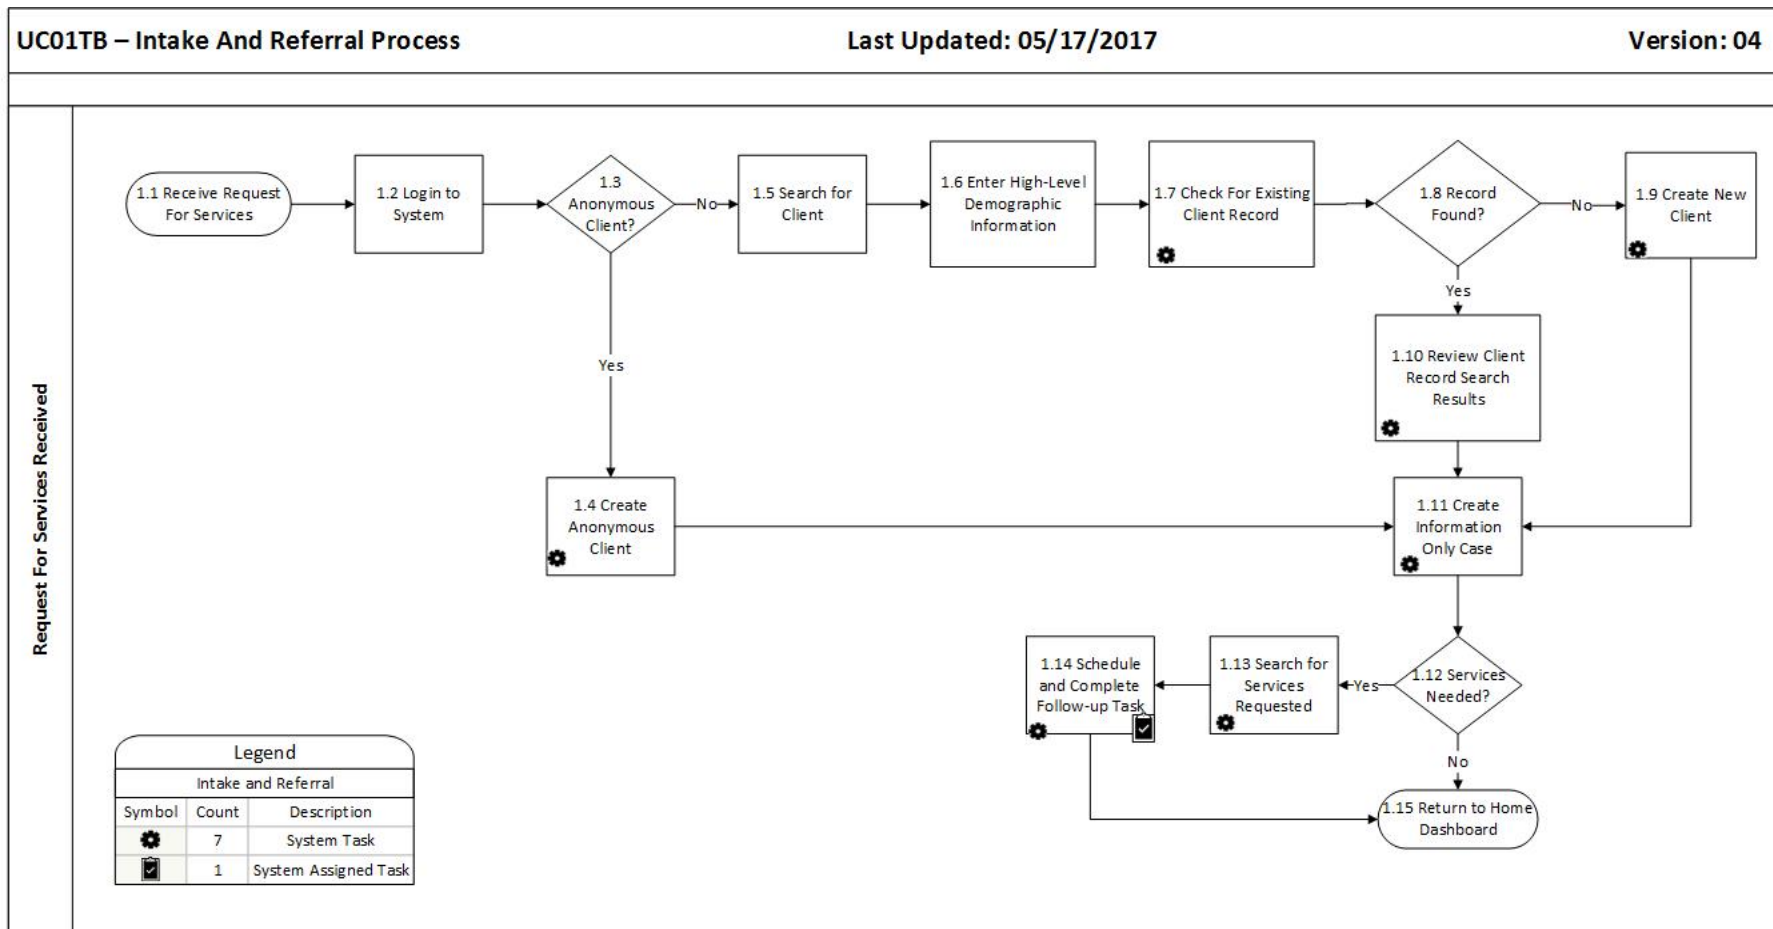 UC01TB – Intake And Referral Process
Last Updated: 05/17/2017
Version: 04
Request For Services Received
1.1 Receive Request
For Services
1.2 Login to
System
1.3
Anonymous
Client?
No
1.5 Search for
Client
1.6 Enter High-Level
Demographic
Information
1.7 Check For Existing
Client Record
1.8 Record
Found?
No
1.9 Create New
Client
Yes
Yes
1.10 Review Client
Record Search
Results
1.4 Create
Anonymous
Client
1.11 Create
Information
Only Case
1.12 Services
Needed?
Yes
1.13 Search for
Services
Requested
1.14 Schedule
and Complete
Follow-up Task
No
1.15 Return to Home
Dashboard
Legend
Intake and Referral
Symbol Count Description
7 System Task
1 System Assigned Task